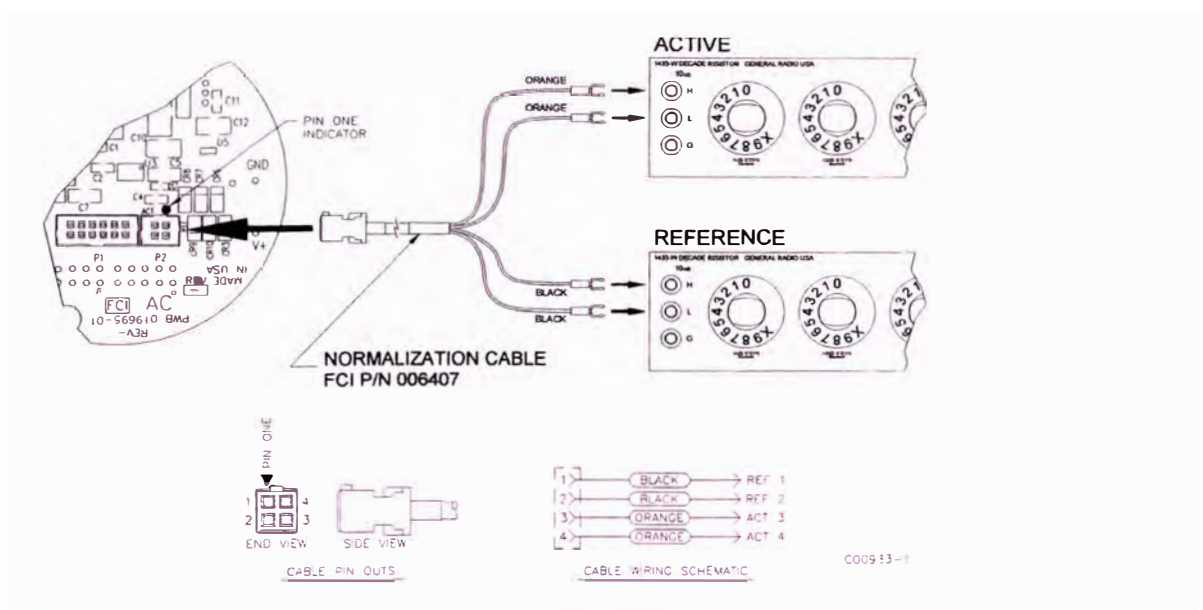 ACTIVE
1433-W DECADE RESISTOR GENERAL RADIO USA
H
L
G
3210
X9876543210
ORANGE
ORANGE
PIN ONE
INDICATOR
C11
C12
U5
C10
C1
U3
C5
C2
C4
C7
GND
V+
P1
P2
MADE IN USA
FCI AC
PWB 019695-01
REV-
REFERENCE
1433-W DECADE RESISTOR GENERAL RADIO USA
H
L
G
BLACK
BLACK
NORMALIZATION CABLE
FCI P/N 006407
PIN ONE
1 4
2 3
END VIEW
SIDE VIEW
CABLE PIN OUTS
1 BLACK REF 1
2 BLACK REF 2
3 ORANGE ACT 3
4 ORANGE ACT 4
CABLE WIRING SCHEMATIC